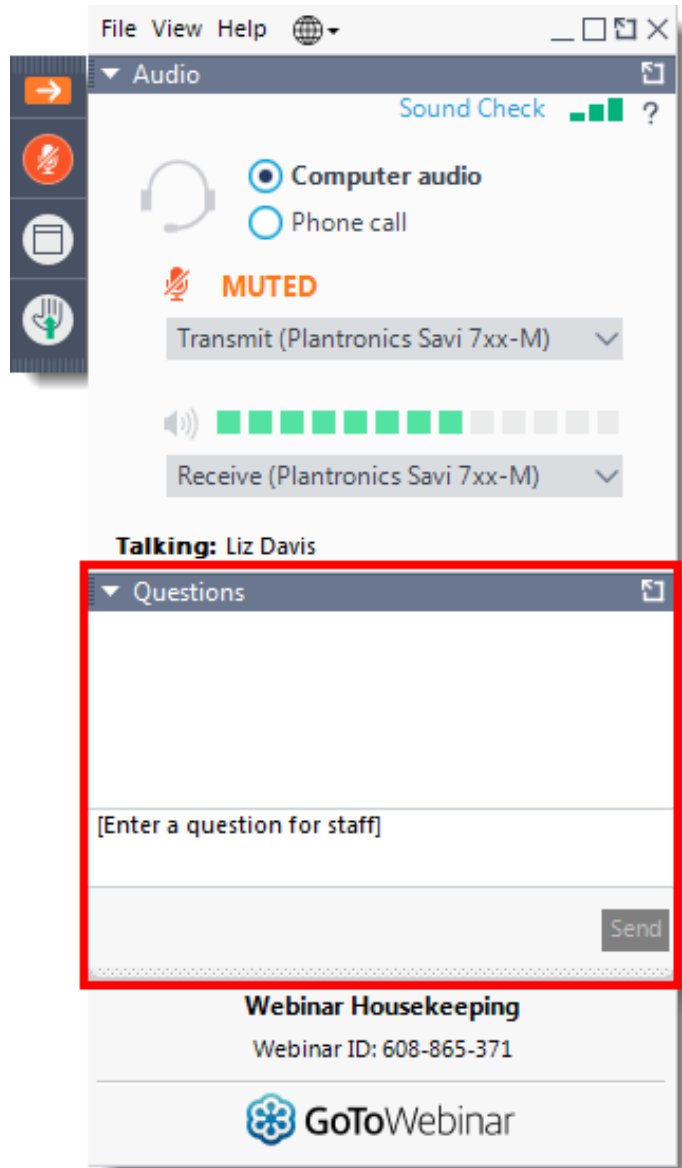 File View Help
Audio
Sound Check ?
Computer audio
Phone call
MUTED
Transmit (Plantronics Savi 7xx-M)
Receive (Plantronics Savi 7xx-M)
Talking: Liz Davis
Questions
[Enter a question for staff]
Send
Webinar Housekeeping
Webinar ID: 608-865-371
GoToWebinar